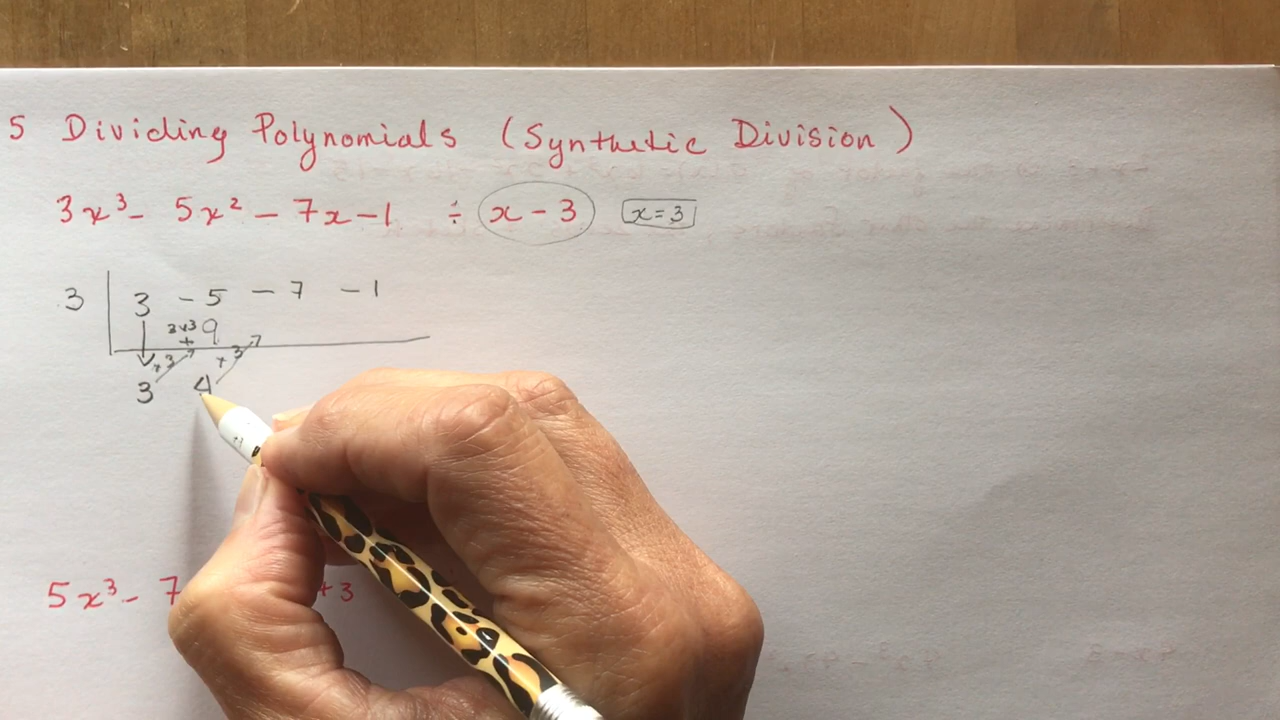 5 Dividing Polynomials (Synthetic Division)
3x³ - 5x² - 7x - 1 ÷ x - 3 x = 3
3 3 - 5 - 7 - 1
3x3 9
+
x3 x3
3 4
5x³ - 7 + 3